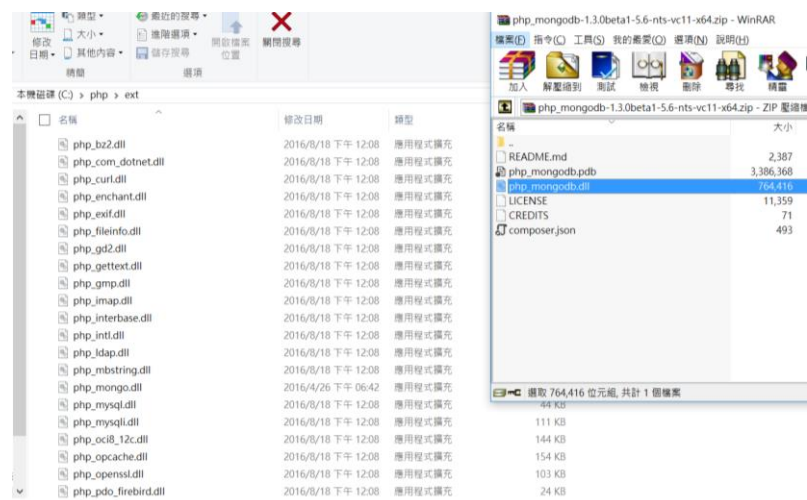 類型▾
大小▾
其他內容▾
修改
日期▾
精簡
最近的搜尋▾
進階選項▾
儲存搜尋
開啟檔案
位置
關閉搜尋
選項
本機磁碟 (C:) › php › ext
名稱 修改日期 類型
php_bz2.dll 2016/8/18 下午 12:08 應用程式擴充
php_com_dotnet.dll 2016/8/18 下午 12:08 應用程式擴充
php_curl.dll 2016/8/18 下午 12:08 應用程式擴充
php_enchant.dll 2016/8/18 下午 12:08 應用程式擴充
php_exif.dll 2016/8/18 下午 12:08 應用程式擴充
php_fileinfo.dll 2016/8/18 下午 12:08 應用程式擴充
php_gd2.dll 2016/8/18 下午 12:08 應用程式擴充
php_gettext.dll 2016/8/18 下午 12:08 應用程式擴充
php_gmp.dll 2016/8/18 下午 12:08 應用程式擴充
php_imap.dll 2016/8/18 下午 12:08 應用程式擴充
php_interbase.dll 2016/8/18 下午 12:08 應用程式擴充
php_intl.dll 2016/8/18 下午 12:08 應用程式擴充
php_ldap.dll 2016/8/18 下午 12:08 應用程式擴充
php_mbstring.dll 2016/8/18 下午 12:08 應用程式擴充
php_mongo.dll 2016/4/26 下午 06:42 應用程式擴充
php_mysql.dll 2016/8/18 下午 12:08 應用程式擴充 44 KB
php_mysqli.dll 2016/8/18 下午 12:08 應用程式擴充 111 KB
php_oci8_12c.dll 2016/8/18 下午 12:08 應用程式擴充 144 KB
php_opcache.dll 2016/8/18 下午 12:08 應用程式擴充 154 KB
php_openssl.dll 2016/8/18 下午 12:08 應用程式擴充 103 KB
php_pdo_firebird.dll 2016/8/18 下午 12:08 應用程式擴充 24 KB
php_mongodb-1.3.0beta1-5.6-nts-vc11-x64.zip - WinRAR
檔案(F) 指令(C) 工具(S) 我的最愛(O) 選項(N) 說明(H)
加入 解壓縮到 測試 檢視 刪除 尋找 精靈
php_mongodb-1.3.0beta1-5.6-nts-vc11-x64.zip - ZIP 壓縮檔
名稱 大小
..
README.md 2,387
php_mongodb.pdb 3,386,368
php_mongodb.dll 764,416
LICENSE 11,359
CREDITS 71
composer.json 493
選取 764,416 位元組, 共計 1 個檔案